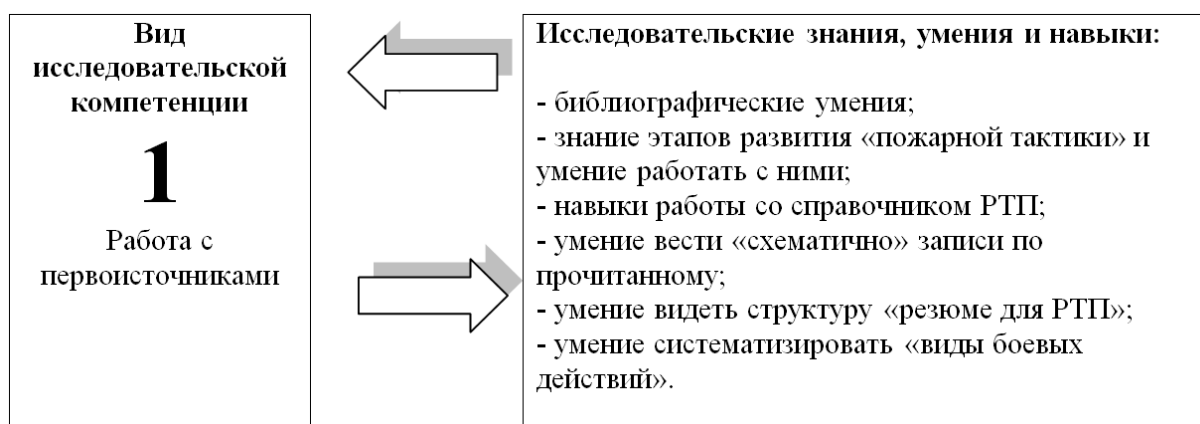 Вид
исследовательской
компетенции
1
Работа с
первоисточниками
Исследовательские знания, умения и навыки:
- библиографические умения;
- знание этапов развития «пожарной тактики» и
умение работать с ними;
- навыки работы со справочником РТП;
- умение вести «схематично» записи по
прочитанному;
- умение видеть структуру «резюме для РТП»;
- умение систематизировать «виды боевых
действий».